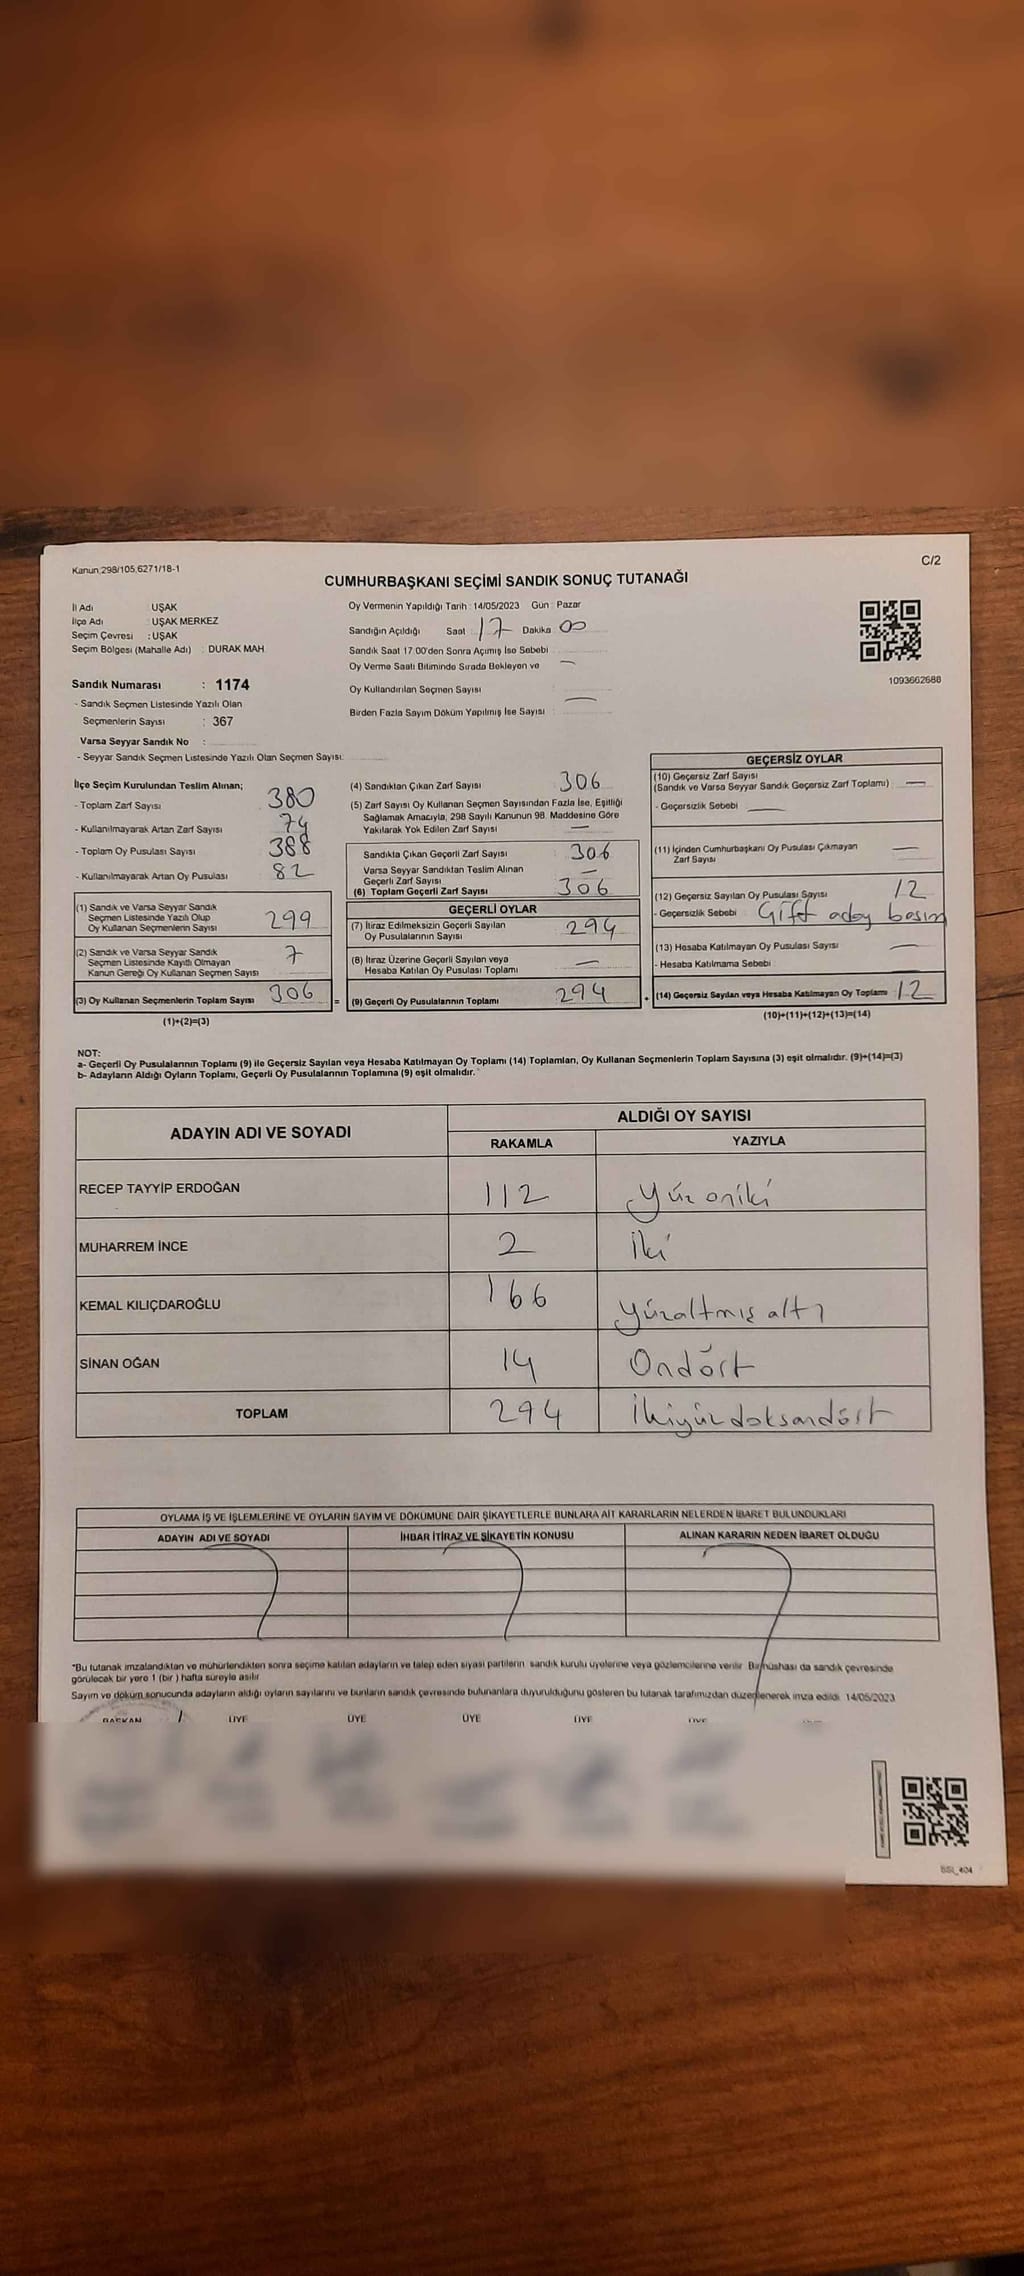 Kanun,298/105,6271/18-1
C/2
CUMHURBAŞKANI SEÇİMİ SANDIK SONUÇ TUTANAĞI
İl Adı : UŞAK
İlçe Adı : UŞAK MERKEZ
Seçim Çevresi : UŞAK
Seçim Bölgesi (Mahalle Adı) : DURAK MAH.
Sandık Numarası : 1174
- Sandık Seçmen Listesinde Yazılı Olan
Seçmenlerin Sayısı : 367
Varsa Seyyar Sandık No :
- Seyyar Sandık Seçmen Listesinde Yazılı Olan Seçmen Sayısı:
Oy Vermenin Yapıldığı Tarih : 14/05/2023 Gün : Pazar
Sandığın Açıldığı Saat : 17 Dakika : 00
Sandık Saat 17.00'den Sonra Açımış İse Sebebi :
Oy Verme Saati Bitiminde Sırada Bekleyen ve —
Oy Kullandırılan Seçmen Sayısı :
Birden Fazla Sayım Döküm Yapılmış İse Sayısı : —
1093662688
İlçe Seçim Kurulundan Teslim Alınan;
- Toplam Zarf Sayısı 380
- Kullanılmayarak Artan Zarf Sayısı 74
- Toplam Oy Pusulası Sayısı 388
- Kullanılmayarak Artan Oy Pusulası 82
(1) Sandık ve Varsa Seyyar Sandık
Seçmen Listesinde Yazılı Olup
Oy Kullanan Seçmenlerin Sayısı 299
(2) Sandık ve Varsa Seyyar Sandık
Seçmen Listesinde Kayıtlı Olmayan
Kanun Gereği Oy Kullanan Seçmen Sayısı 7
(3) Oy Kullanan Seçmenlerin Toplam Sayısı 306 =
(1)+(2)=(3)
(4) Sandıktan Çıkan Zarf Sayısı 306
(5) Zarf Sayısı Oy Kullanan Seçmen Sayısından Fazla İse, Eşitliği
Sağlamak Amacıyla, 298 Sayılı Kanunun 98. Maddesine Göre
Yakılarak Yok Edilen Zarf Sayısı —
Sandıkta Çıkan Geçerli Zarf Sayısı 306
Varsa Seyyar Sandıktan Teslim Alınan
Geçerli Zarf Sayısı —
(6) Toplam Geçerli Zarf Sayısı 306
GEÇERLİ OYLAR
(7) İtiraz Edilmeksizin Geçerli Sayılan
Oy Pusulalarının Sayısı 294
(8) İtiraz Üzerine Geçerli Sayılan veya
Hesaba Katılan Oy Pusulası Toplamı —
(9) Geçerli Oy Pusulalarının Toplamı 294
GEÇERSİZ OYLAR
(10) Geçersiz Zarf Sayısı
(Sandık ve Varsa Seyyar Sandık Geçersiz Zarf Toplamı) —
- Geçersizlik Sebebi : —
(11) İçinden Cumhurbaşkanı Oy Pusulası Çıkmayan
Zarf Sayısı —
(12) Geçersiz Sayılan Oy Pusulası Sayısı 12
- Geçersizlik Sebebi : Çift aday basım
(13) Hesaba Katılmayan Oy Pusulası Sayısı —
- Hesaba Katılmama Sebebi : —
(14) Geçersiz Sayılan veya Hesaba Katılmayan Oy Toplamı 12
(10)+(11)+(12)+(13)=(14)
NOT:
a- Geçerli Oy Pusulalarının Toplamı (9) ile Geçersiz Sayılan veya Hesaba Katılmayan Oy Toplamı (14) Toplamları, Oy Kullanan Seçmenlerin Toplam Sayısına (3) eşit olmalıdır. (9)+(14)=(3)
b- Adayların Aldığı Oyların Toplamı, Geçerli Oy Pusulalarının Toplamına (9) eşit olmalıdır.
ADAYIN ADI VE SOYADI
ALDIĞI OY SAYISI
RAKAMLA YAZIYLA
RECEP TAYYİP ERDOĞAN 112 Yüz oniki
MUHARREM İNCE 2 İki
KEMAL KILIÇDAROĞLU 166 Yüzaltmış altı
SİNAN OĞAN 14 Ondört
TOPLAM 294 İkiyüz doksandört
OYLAMA İŞ VE İŞLEMLERİNE VE OYLARIN SAYIM VE DÖKÜMÜNE DAİR ŞİKAYETLERLE BUNLARA AİT KARARLARIN NELERDEN İBARET BULUNDUKLARI
ADAYIN ADI VE SOYADI İHBAR İTİRAZ VE ŞİKAYETİN KONUSU ALINAN KARARIN NEDEN İBARET OLDUĞU
"Bu tutanak imzalandıktan ve mühürlendikten sonra seçime katılan adayların ve talep eden siyasi partilerin sandık kurulu üyelerine veya gözlemcilerine verilir. Bir nüshası da sandık çevresinde
görülecek bir yere 1 (bir ) hafta süreyle asılır.
Sayım ve döküm sonucunda adayların aldığı oyların sayılarını ve bunların sandık çevresinde bulunanlara duyurulduğunu gösteren bu tutanak tarafımızdan düzenlenerek imza edildi. 14/05/2023
BAŞKAN ÜYE ÜYE ÜYE ÜYE ÜYE
BSI_404